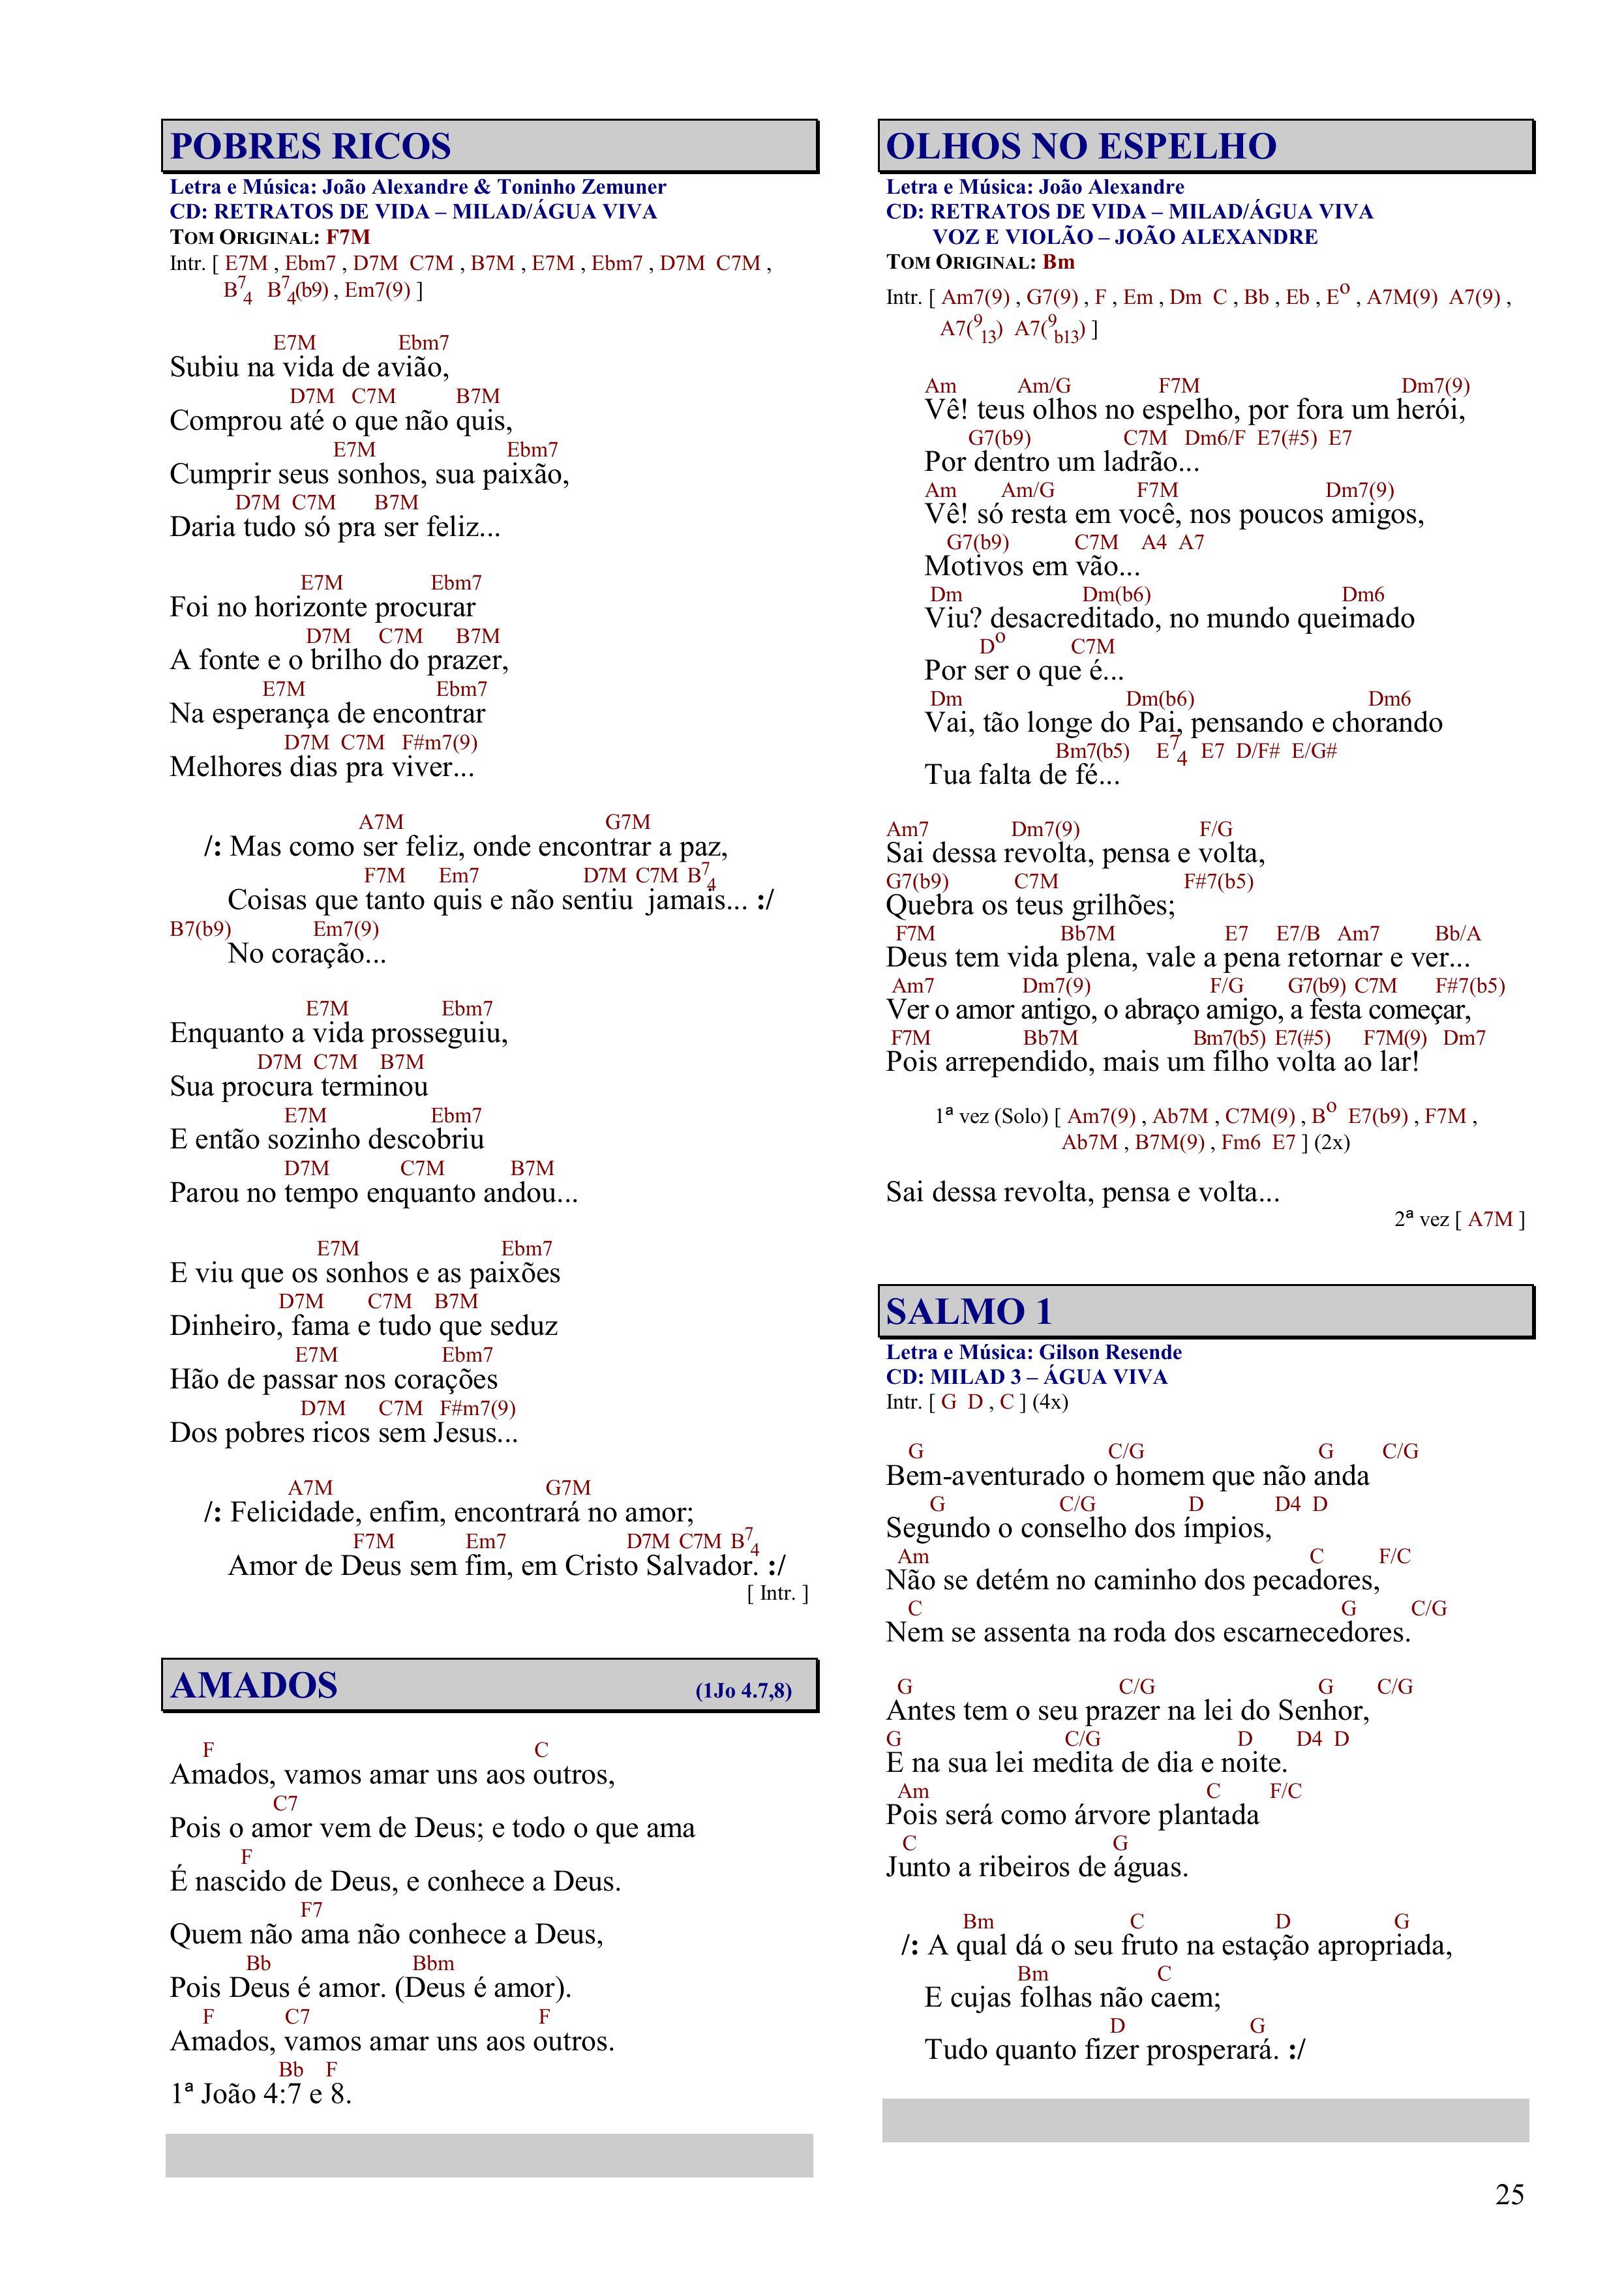 POBRES RICOS
Letra e Música: João Alexandre & Toninho Zemuner
CD: RETRATOS DE VIDA – MILAD/ÁGUA VIVA
TOM ORIGINAL: F7M
Intr. [ E7M , Ebm7 , D7M C7M , B7M , E7M , Ebm7 , D7M C7M ,
B74 B74(b9) , Em7(9) ]
E7M Ebm7
Subiu na vida de avião,
D7M C7M B7M
Comprou até o que não quis,
E7M Ebm7
Cumprir seus sonhos, sua paixão,
D7M C7M B7M
Daria tudo só pra ser feliz...
E7M Ebm7
Foi no horizonte procurar
D7M C7M B7M
A fonte e o brilho do prazer,
E7M Ebm7
Na esperança de encontrar
D7M C7M F#m7(9)
Melhores dias pra viver...
A7M G7M
/: Mas como ser feliz, onde encontrar a paz,
F7M Em7 D7M C7M B74
Coisas que tanto quis e não sentiu jamais... :/
B7(b9) Em7(9)
No coração...
E7M Ebm7
Enquanto a vida prosseguiu,
D7M C7M B7M
Sua procura terminou
E7M Ebm7
E então sozinho descobriu
D7M C7M B7M
Parou no tempo enquanto andou...
E7M Ebm7
E viu que os sonhos e as paixões
D7M C7M B7M
Dinheiro, fama e tudo que seduz
E7M Ebm7
Hão de passar nos corações
D7M C7M F#m7(9)
Dos pobres ricos sem Jesus...
A7M G7M
/: Felicidade, enfim, encontrará no amor;
F7M Em7 D7M C7M B74
Amor de Deus sem fim, em Cristo Salvador. :/
[ Intr. ]
AMADOS (1Jo 4.7,8)
F C
Amados, vamos amar uns aos outros,
C7
Pois o amor vem de Deus; e todo o que ama
F
É nascido de Deus, e conhece a Deus.
F7
Quem não ama não conhece a Deus,
Bb Bbm
Pois Deus é amor. (Deus é amor).
F C7 F
Amados, vamos amar uns aos outros.
Bb F
1ª João 4:7 e 8.
OLHOS NO ESPELHO
Letra e Música: João Alexandre
CD: RETRATOS DE VIDA – MILAD/ÁGUA VIVA
VOZ E VIOLÃO – JOÃO ALEXANDRE
TOM ORIGINAL: Bm
Intr. [ Am7(9) , G7(9) , F , Em , Dm C , Bb , Eb , Eº , A7M(9) A7(9) ,
A7(913) A7(9b13) ]
Am Am/G F7M Dm7(9)
Vê! teus olhos no espelho, por fora um herói,
G7(b9) C7M Dm6/F E7(#5) E7
Por dentro um ladrão...
Am Am/G F7M Dm7(9)
Vê! só resta em você, nos poucos amigos,
G7(b9) C7M A4 A7
Motivos em vão...
Dm Dm(b6) Dm6
Viu? desacreditado, no mundo queimado
Dº C7M
Por ser o que é...
Dm Dm(b6) Dm6
Vai, tão longe do Pai, pensando e chorando
Bm7(b5) E74 E7 D/F# E/G#
Tua falta de fé...
Am7 Dm7(9) F/G
Sai dessa revolta, pensa e volta,
G7(b9) C7M F#7(b5)
Quebra os teus grilhões;
F7M Bb7M E7 E7/B Am7 Bb/A
Deus tem vida plena, vale a pena retornar e ver...
Am7 Dm7(9) F/G G7(b9) C7M F#7(b5)
Ver o amor antigo, o abraço amigo, a festa começar,
F7M Bb7M Bm7(b5) E7(#5) F7M(9) Dm7
Pois arrependido, mais um filho volta ao lar!
1ª vez (Solo) [ Am7(9) , Ab7M , C7M(9) , Bº E7(b9) , F7M ,
Ab7M , B7M(9) , Fm6 E7 ] (2x)
Sai dessa revolta, pensa e volta...
2ª vez [ A7M ]
SALMO 1
Letra e Música: Gilson Resende
CD: MILAD 3 – ÁGUA VIVA
Intr. [ G D , C ] (4x)
G C/G G C/G
Bem-aventurado o homem que não anda
G C/G D D4 D
Segundo o conselho dos ímpios,
Am C F/C
Não se detém no caminho dos pecadores,
C G C/G
Nem se assenta na roda dos escarnecedores.
G C/G G C/G
Antes tem o seu prazer na lei do Senhor,
G C/G D D4 D
E na sua lei medita de dia e noite.
Am C F/C
Pois será como árvore plantada
C G
Junto a ribeiros de águas.
Bm C D G
/: A qual dá o seu fruto na estação apropriada,
Bm C
E cujas folhas não caem;
D G
Tudo quanto fizer prosperará. :/
25